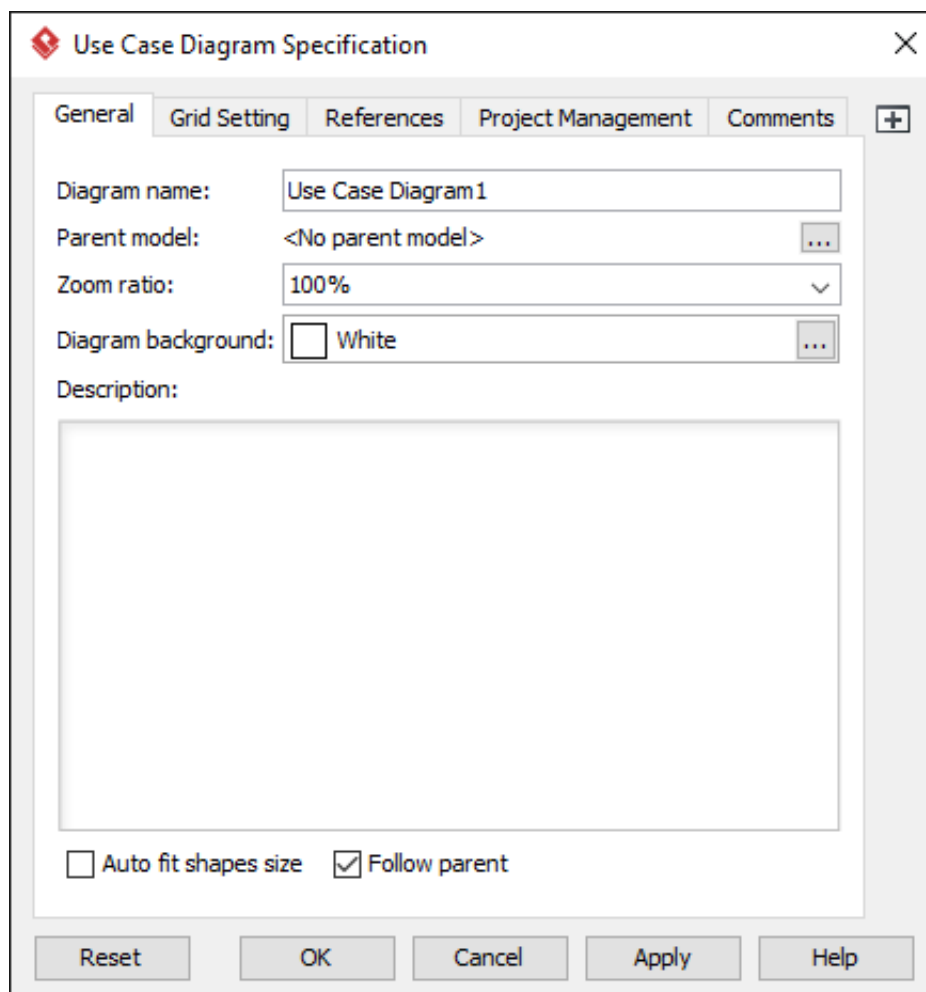 Use Case Diagram Specification
General Grid Setting References Project Management Comments
Diagram name: Use Case Diagram1
Parent model: <No parent model> ...
Zoom ratio: 100%
Diagram background: White ...
Description:
Auto fit shapes size Follow parent
Reset OK Cancel Apply Help